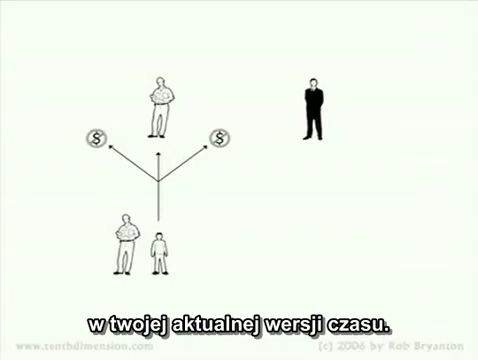 $ $
w twojej aktualnej wersji czasu.
www.tenthdimension.com (c) 2006 by Rob Bryanton